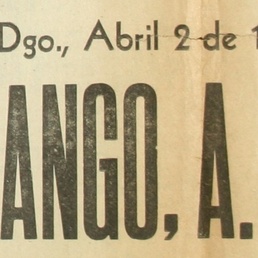 Dgo., Abril 2 de 1
ANGO, A.